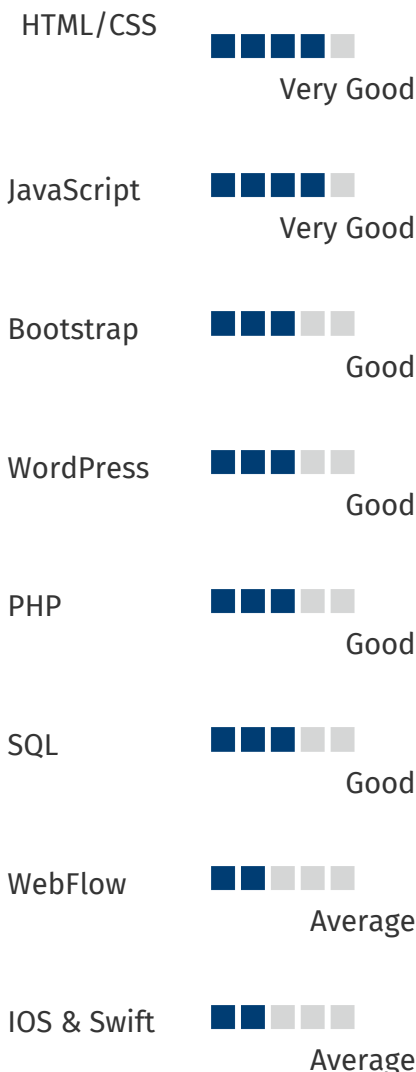 HTML/CSS
Very Good
JavaScript
Very Good
Bootstrap
Good
WordPress
Good
PHP
Good
SQL
Good
WebFlow
Average
IOS & Swift
Average